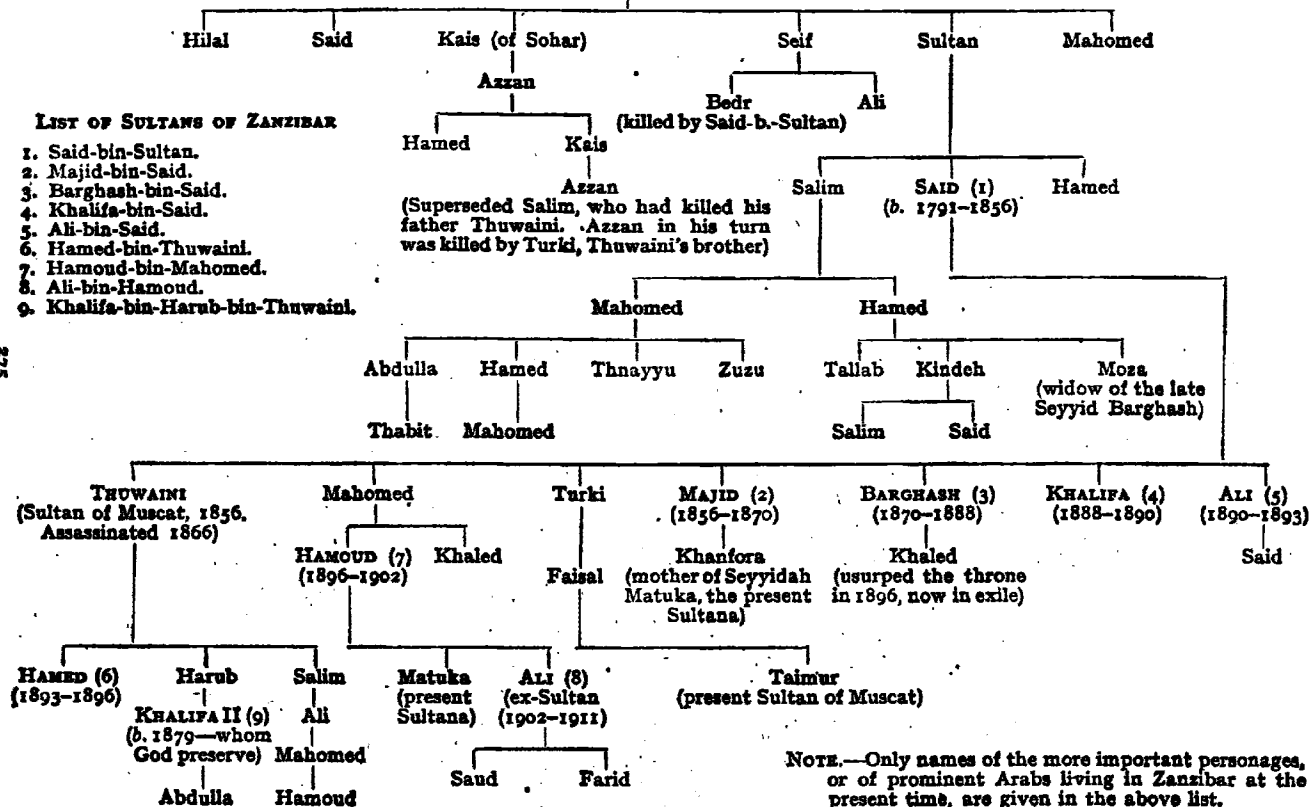 Hilal Said Kais (of Sohar) Seif Sultan Mahomed
Azzan
Bedr Ali
(killed by Said-b.-Sultan)
Hamed Kais
LIST OF SULTANS OF ZANZIBAR
1. Said-bin-Sultan.
2. Majid-bin-Said.
3. Barghash-bin-Said.
4. Khalifa-bin-Said.
5. Ali-bin-Said.
6. Hamed-bin-Thuwaini.
7. Hamoud-bin-Mahomed.
8. Ali-bin-Hamoud.
9. Khalifa-bin-Harub-bin-Thuwaini.
Azzan
(Superseded Salim, who had killed his
father Thuwaini. Azzan in his turn
was killed by Turki, Thuwaini's brother)
Salim SAID (1) Hamed
(b. 1791–1856)
Mahomed Hamed
275
Abdulla Hamed Thnayyu Zuzu Tallab Kindeh Moza
(widow of the late
Seyyid Barghash)
Thabit Mahomed Salim Said
THUWAINI Mahomed Turki MAJID (2) BARGHASH (3) KHALIFA (4) ALI (5)
(Sultan of Muscat, 1856. (1856–1870) (1870–1888) (1888–1890) (1890–1893)
Assassinated 1866)
HAMOUD (7) Khaled Faisal Khanfora Khaled Said
(1896–1902) (mother of Seyyidah (usurped the throne
Matuka, the present in 1896, now in exile)
Sultana)
HAMED (6) Harub Salim Matuka ALI (8) Taimur
(1893–1896) (present (ex-Sultan (present Sultan of Muscat)
KHALIFA II (9) Ali Sultana) (1902–1911)
(b. 1879—whom
God preserve) Mahomed
Saud Farid
Abdulla Hamoud
NOTE.—Only names of the more important personages,
or of prominent Arabs living in Zanzibar at the
present time, are given in the above list.